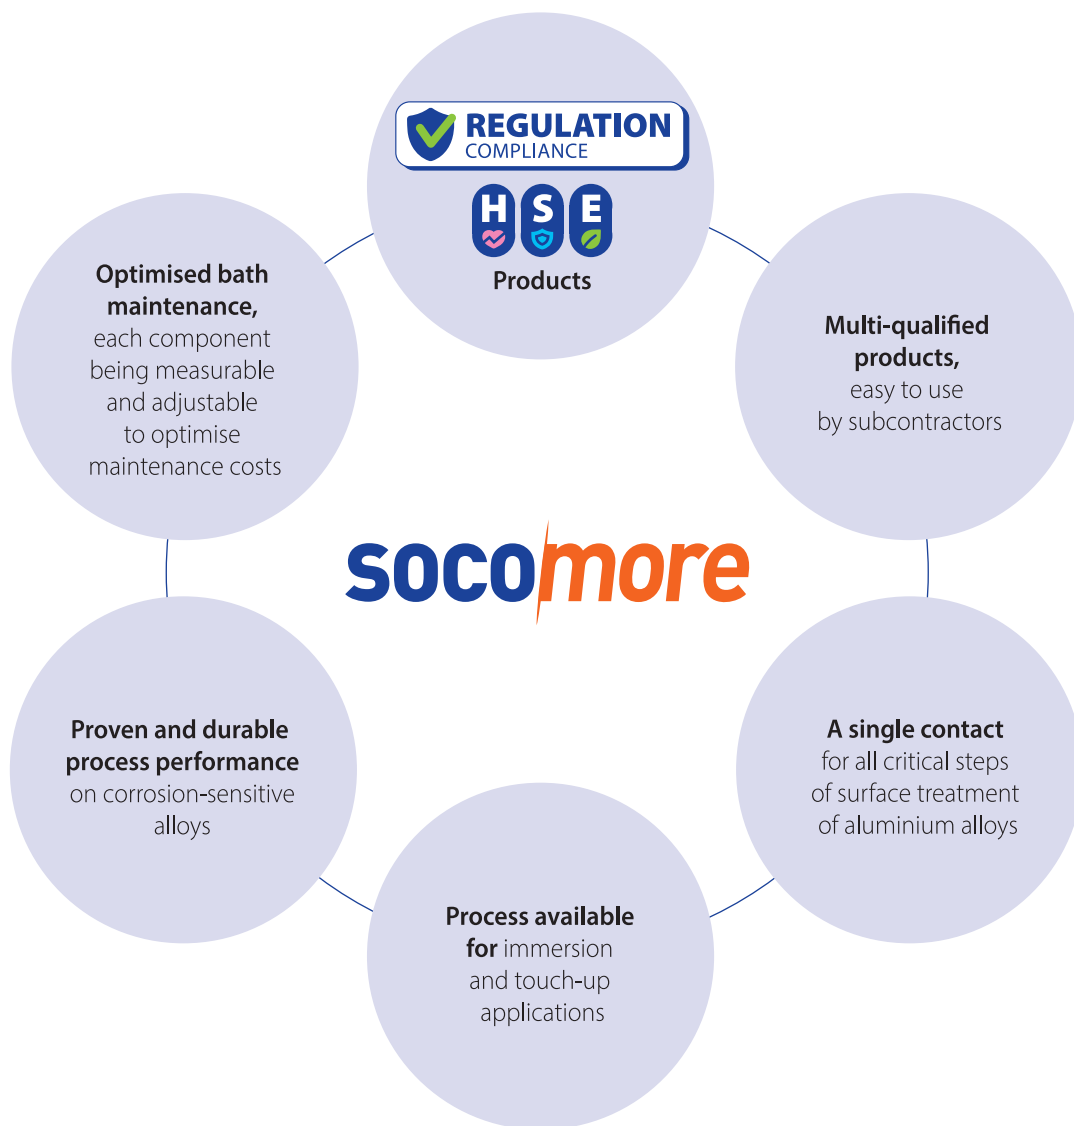 REGULATION
COMPLIANCE
H S E
Products
Multi-qualified
products,
easy to use
by subcontractors
A single contact
for all critical steps
of surface treatment
of aluminium alloys
Process available
for immersion
and touch-up
applications
Proven and durable
process performance
on corrosion-sensitive
alloys
Optimised bath
maintenance,
each component
being measurable
and adjustable
to optimise
maintenance costs
socomore